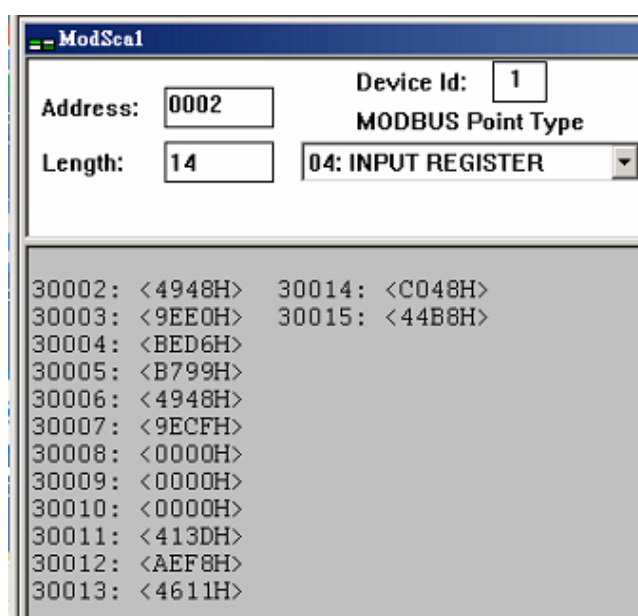 ModSca1
Device Id: 1
Address: 0002
MODBUS Point Type
Length: 14
04: INPUT REGISTER
30002: <4948H> 30014: <C048H>
30003: <9EE0H> 30015: <44B8H>
30004: <BED6H>
30005: <B799H>
30006: <4948H>
30007: <9ECFH>
30008: <0000H>
30009: <0000H>
30010: <0000H>
30011: <413DH>
30012: <AEF8H>
30013: <4611H>